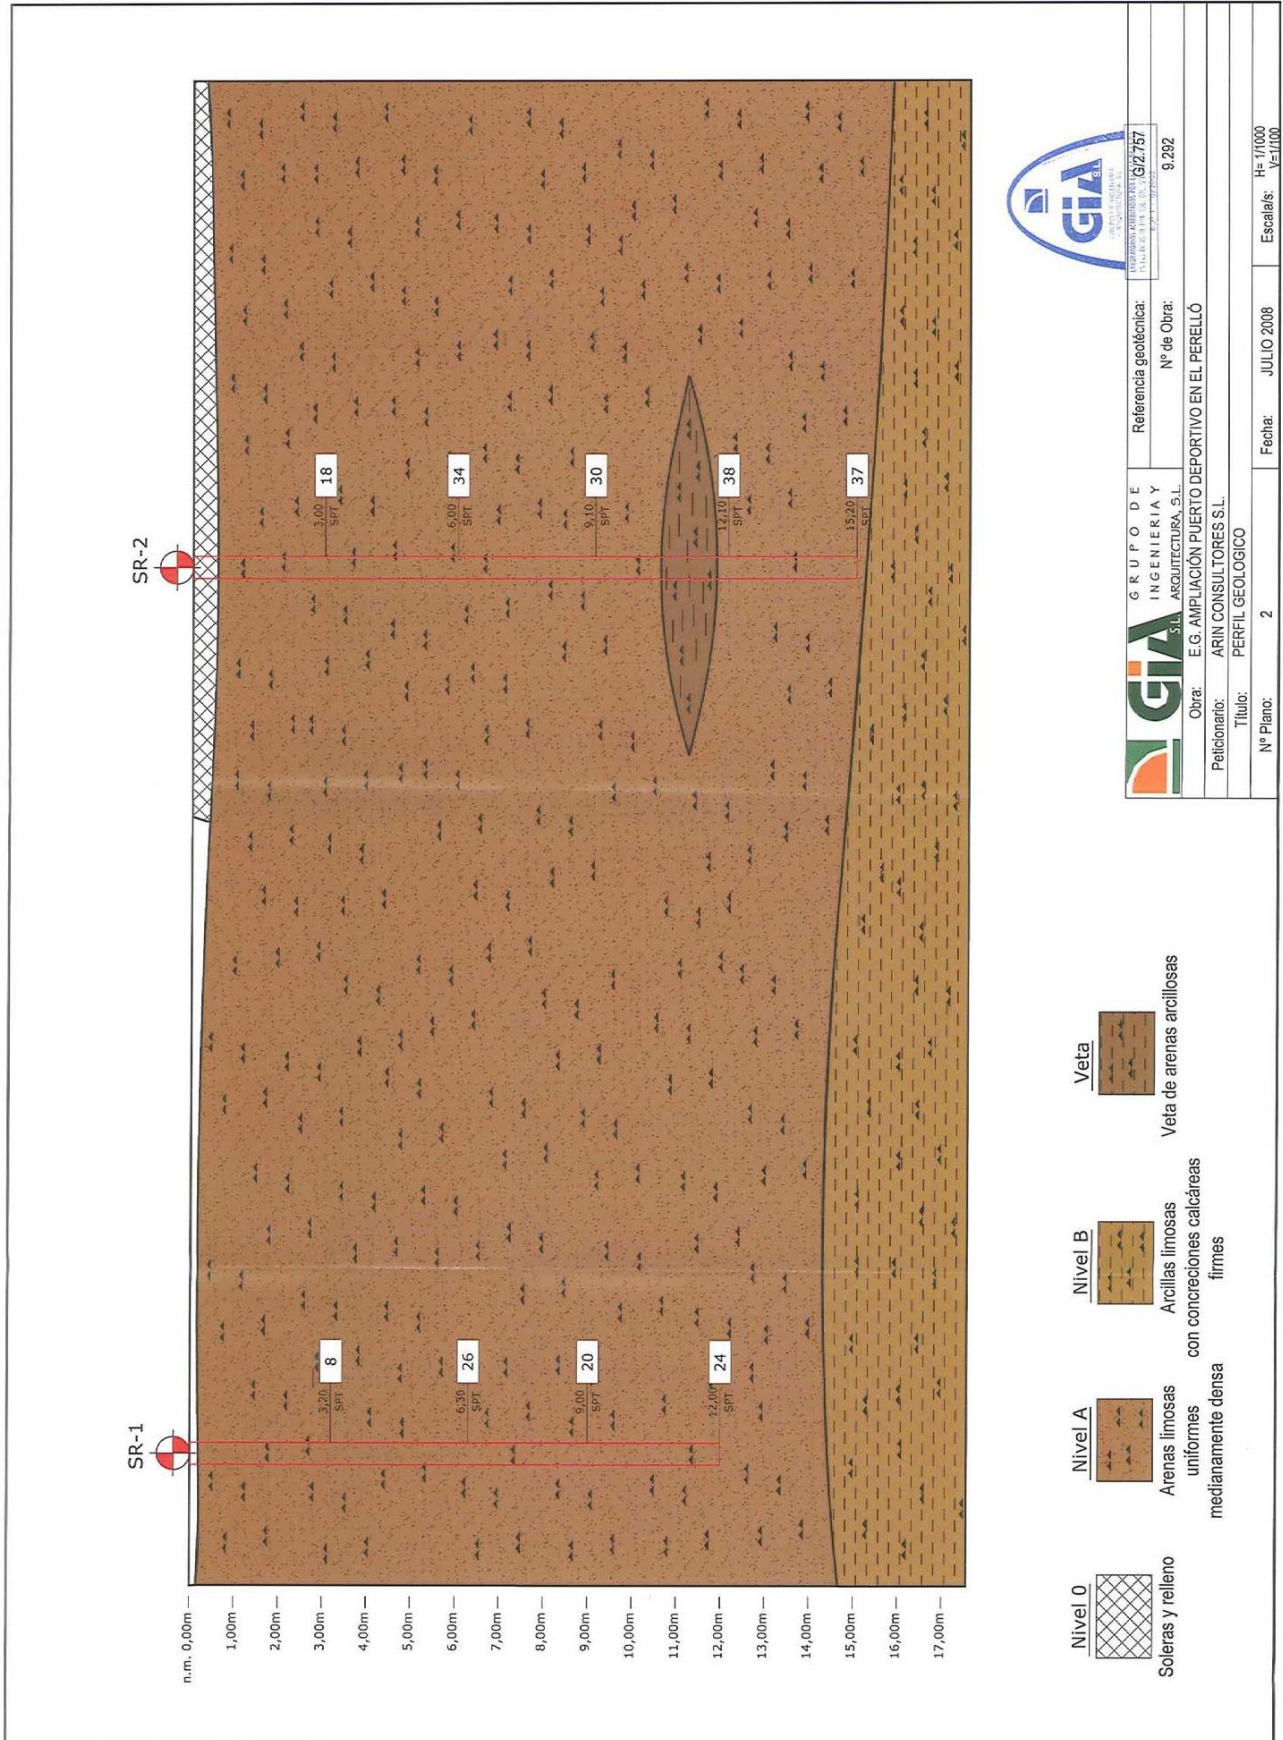 SR-1
SR-2
n.m. 0,00m
1,00m
2,00m
3,00m
4,00m
5,00m
6,00m
7,00m
8,00m
9,00m
10,00m
11,00m
12,00m
13,00m
14,00m
15,00m
16,00m
17,00m
3,20
SPT
8
6,30
SPT
26
9,00
SPT
20
12,00
SPT
24
3,00
SPT
18
6,00
SPT
34
9,10
SPT
30
12,10
SPT
38
15,20
SPT
37
Nivel 0
Soleras y relleno
Nivel A
Arenas limosas
uniformes
medianamente densa
Nivel B
Arcillas limosas
con concreciones calcáreas
firmes
Veta
Veta de arenas arcillosas
GIA
S.L.
GIA S.L.
GRUPO DE
INGENIERIA Y
ARQUITECTURA, S.L.
Referencia geotécnica: G/2.757
Nº de Obra: 9.292
Obra: E.G. AMPLIACIÓN PUERTO DEPORTIVO EN EL PERELLÓ
Peticionario: ARIN CONSULTORES S.L.
Título: PERFIL GEOLOGICO
Nº Plano: 2
Fecha: JULIO 2008
Escala/s: H= 1/1000
V=1/100